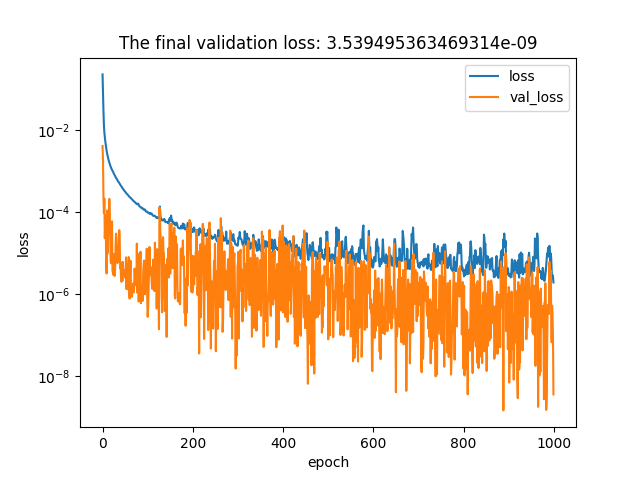 The final validation loss: 3.539495363469314e-09
loss
val_loss
10⁻²
10⁻⁴
10⁻⁶
10⁻⁸
loss
0
200
400
600
800
1000
epoch